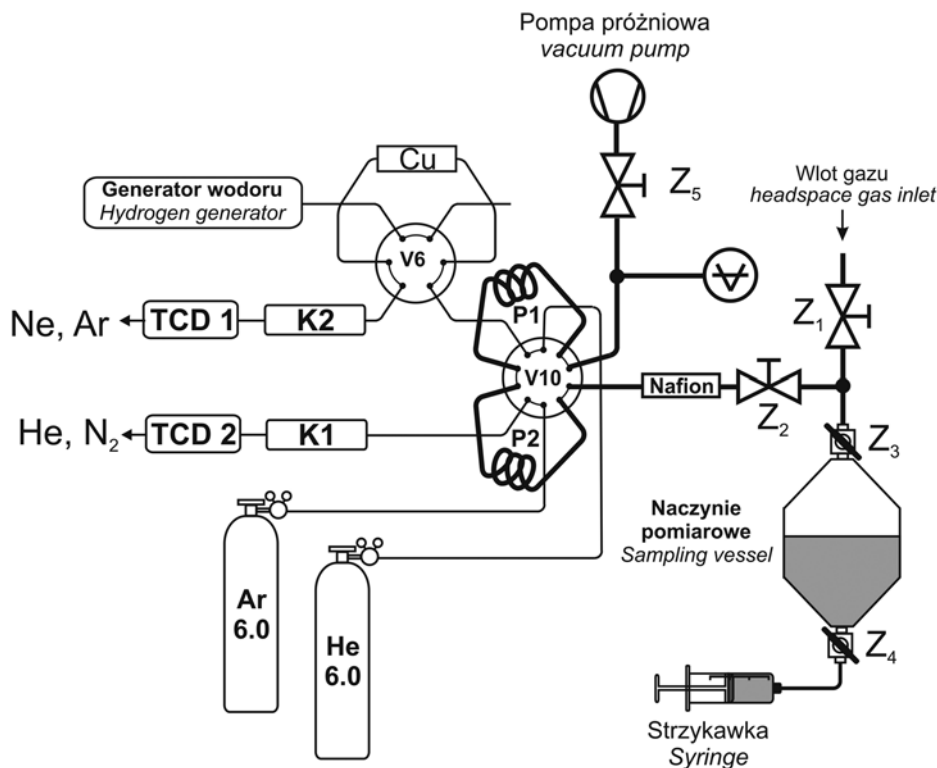 Pompa próżniowa
vacuum pump
Cu
Z₅
Wlot gazu
headspace gas inlet
Generator wodoru
Hydrogen generator
V6
P1
Z₁
Ne, Ar
TCD 1
K2
V10
Nafion
Z₂
He, N₂
TCD 2
K1
P2
Z₃
Naczynie
pomiarowe
Sampling vessel
Ar
6.0
He
6.0
Z₄
Strzykawka
Syringe